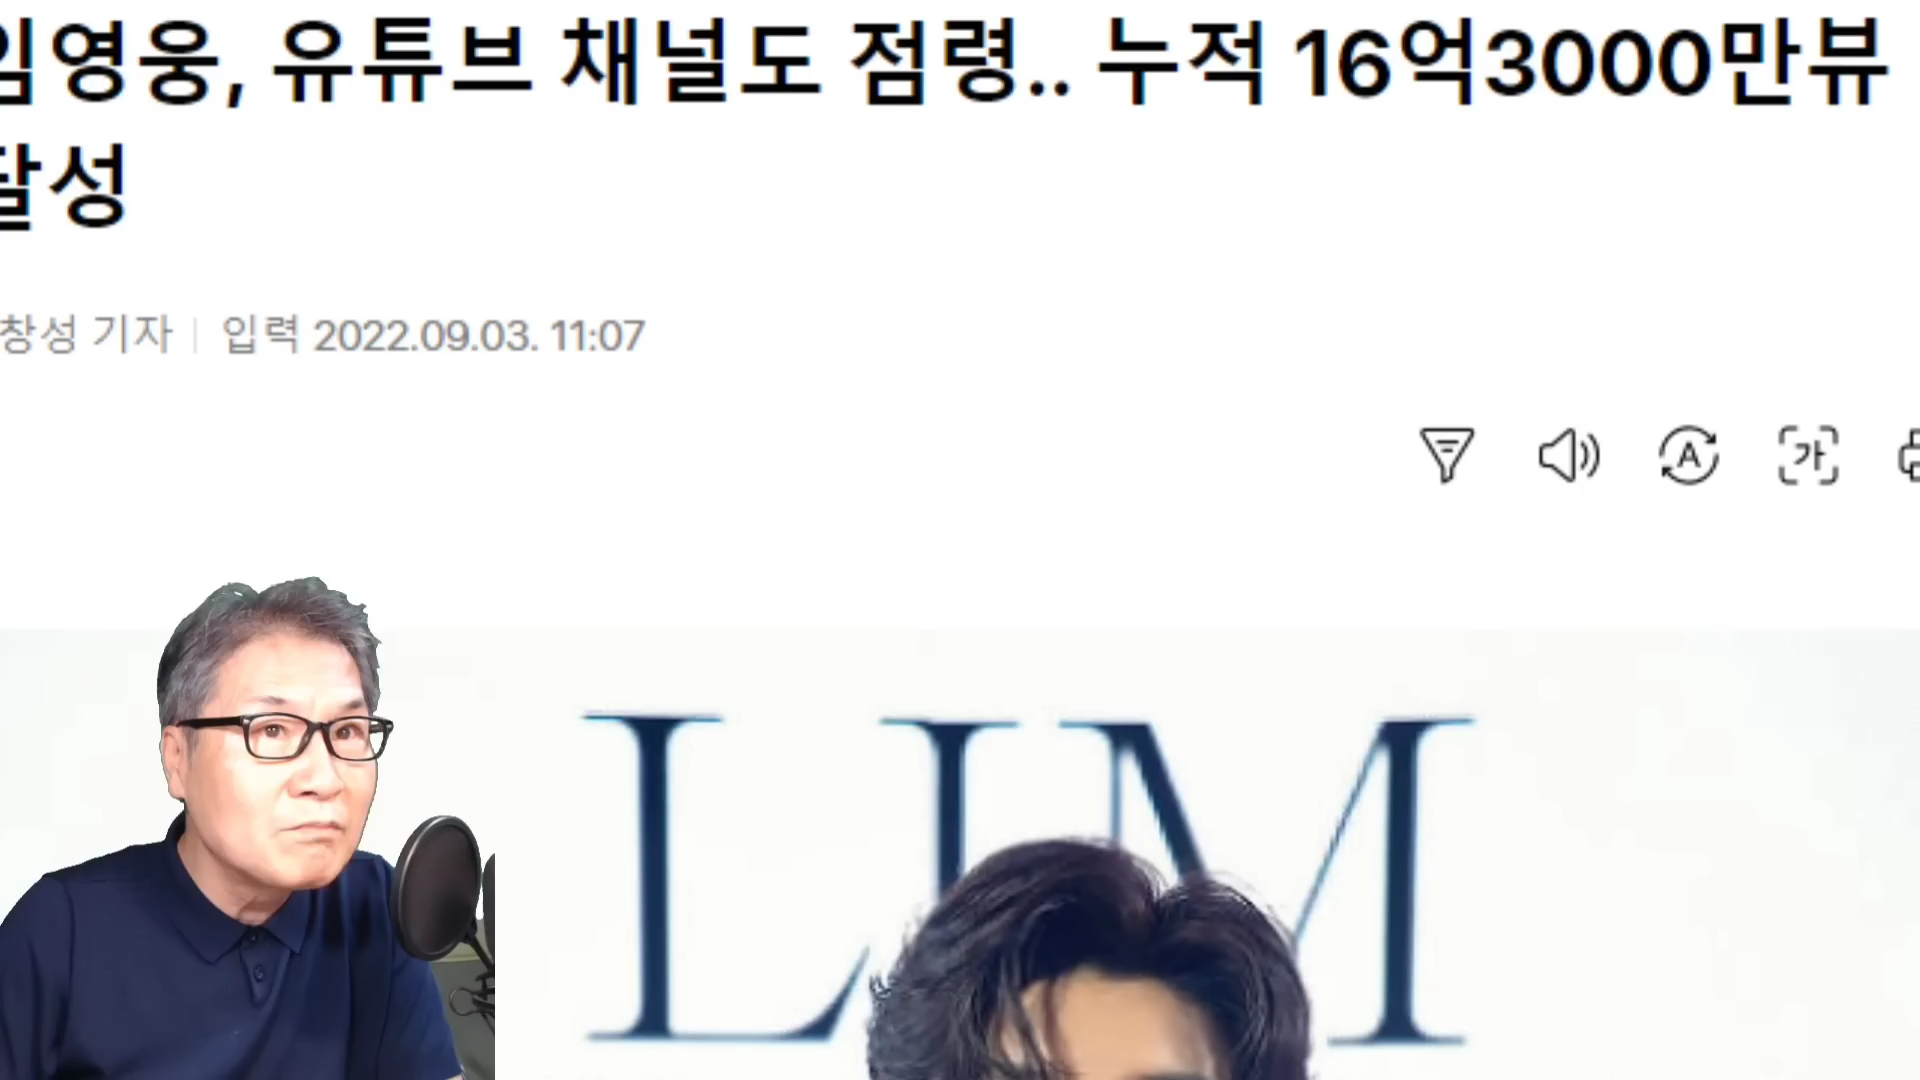 임영웅, 유튜브 채널도 점령.. 누적 16억3000만뷰
달성
창성 기자 | 입력 2022.09.03. 11:07
가
LIM